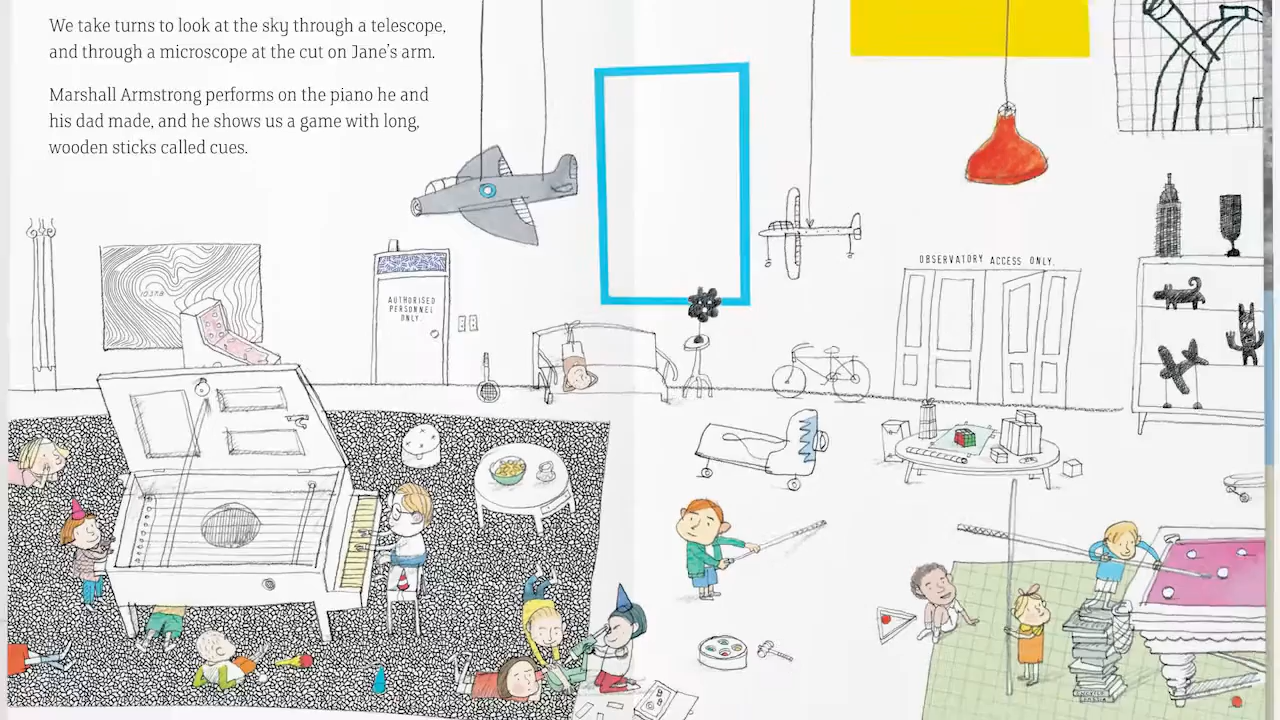 We take turns to look at the sky through a telescope,
and through a microscope at the cut on Jane's arm.
Marshall Armstrong performs on the piano he and
his dad made, and he shows us a game with long,
wooden sticks called cues.
OBSERVATORY ACCESS ONLY.
AUTHORISED
PERSONNEL
ONLY.